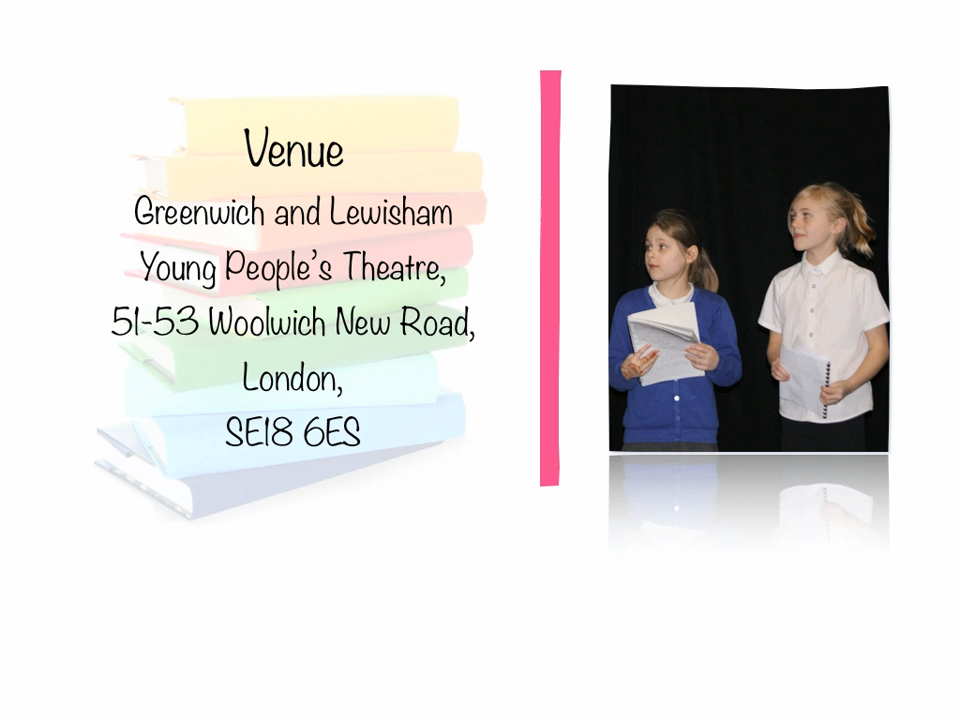 Venue
Greenwich and Lewisham
Young People's Theatre,
51-53 Woolwich New Road,
London,
SE18 6ES